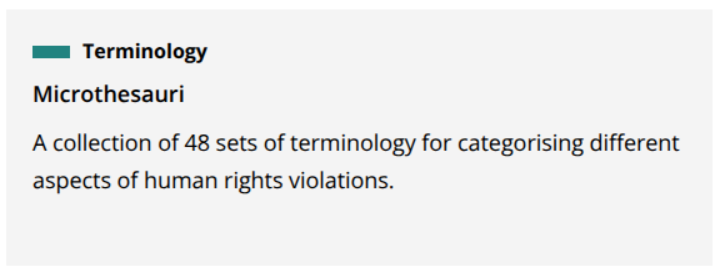 Terminology
Microthesauri
A collection of 48 sets of terminology for categorising different
aspects of human rights violations.